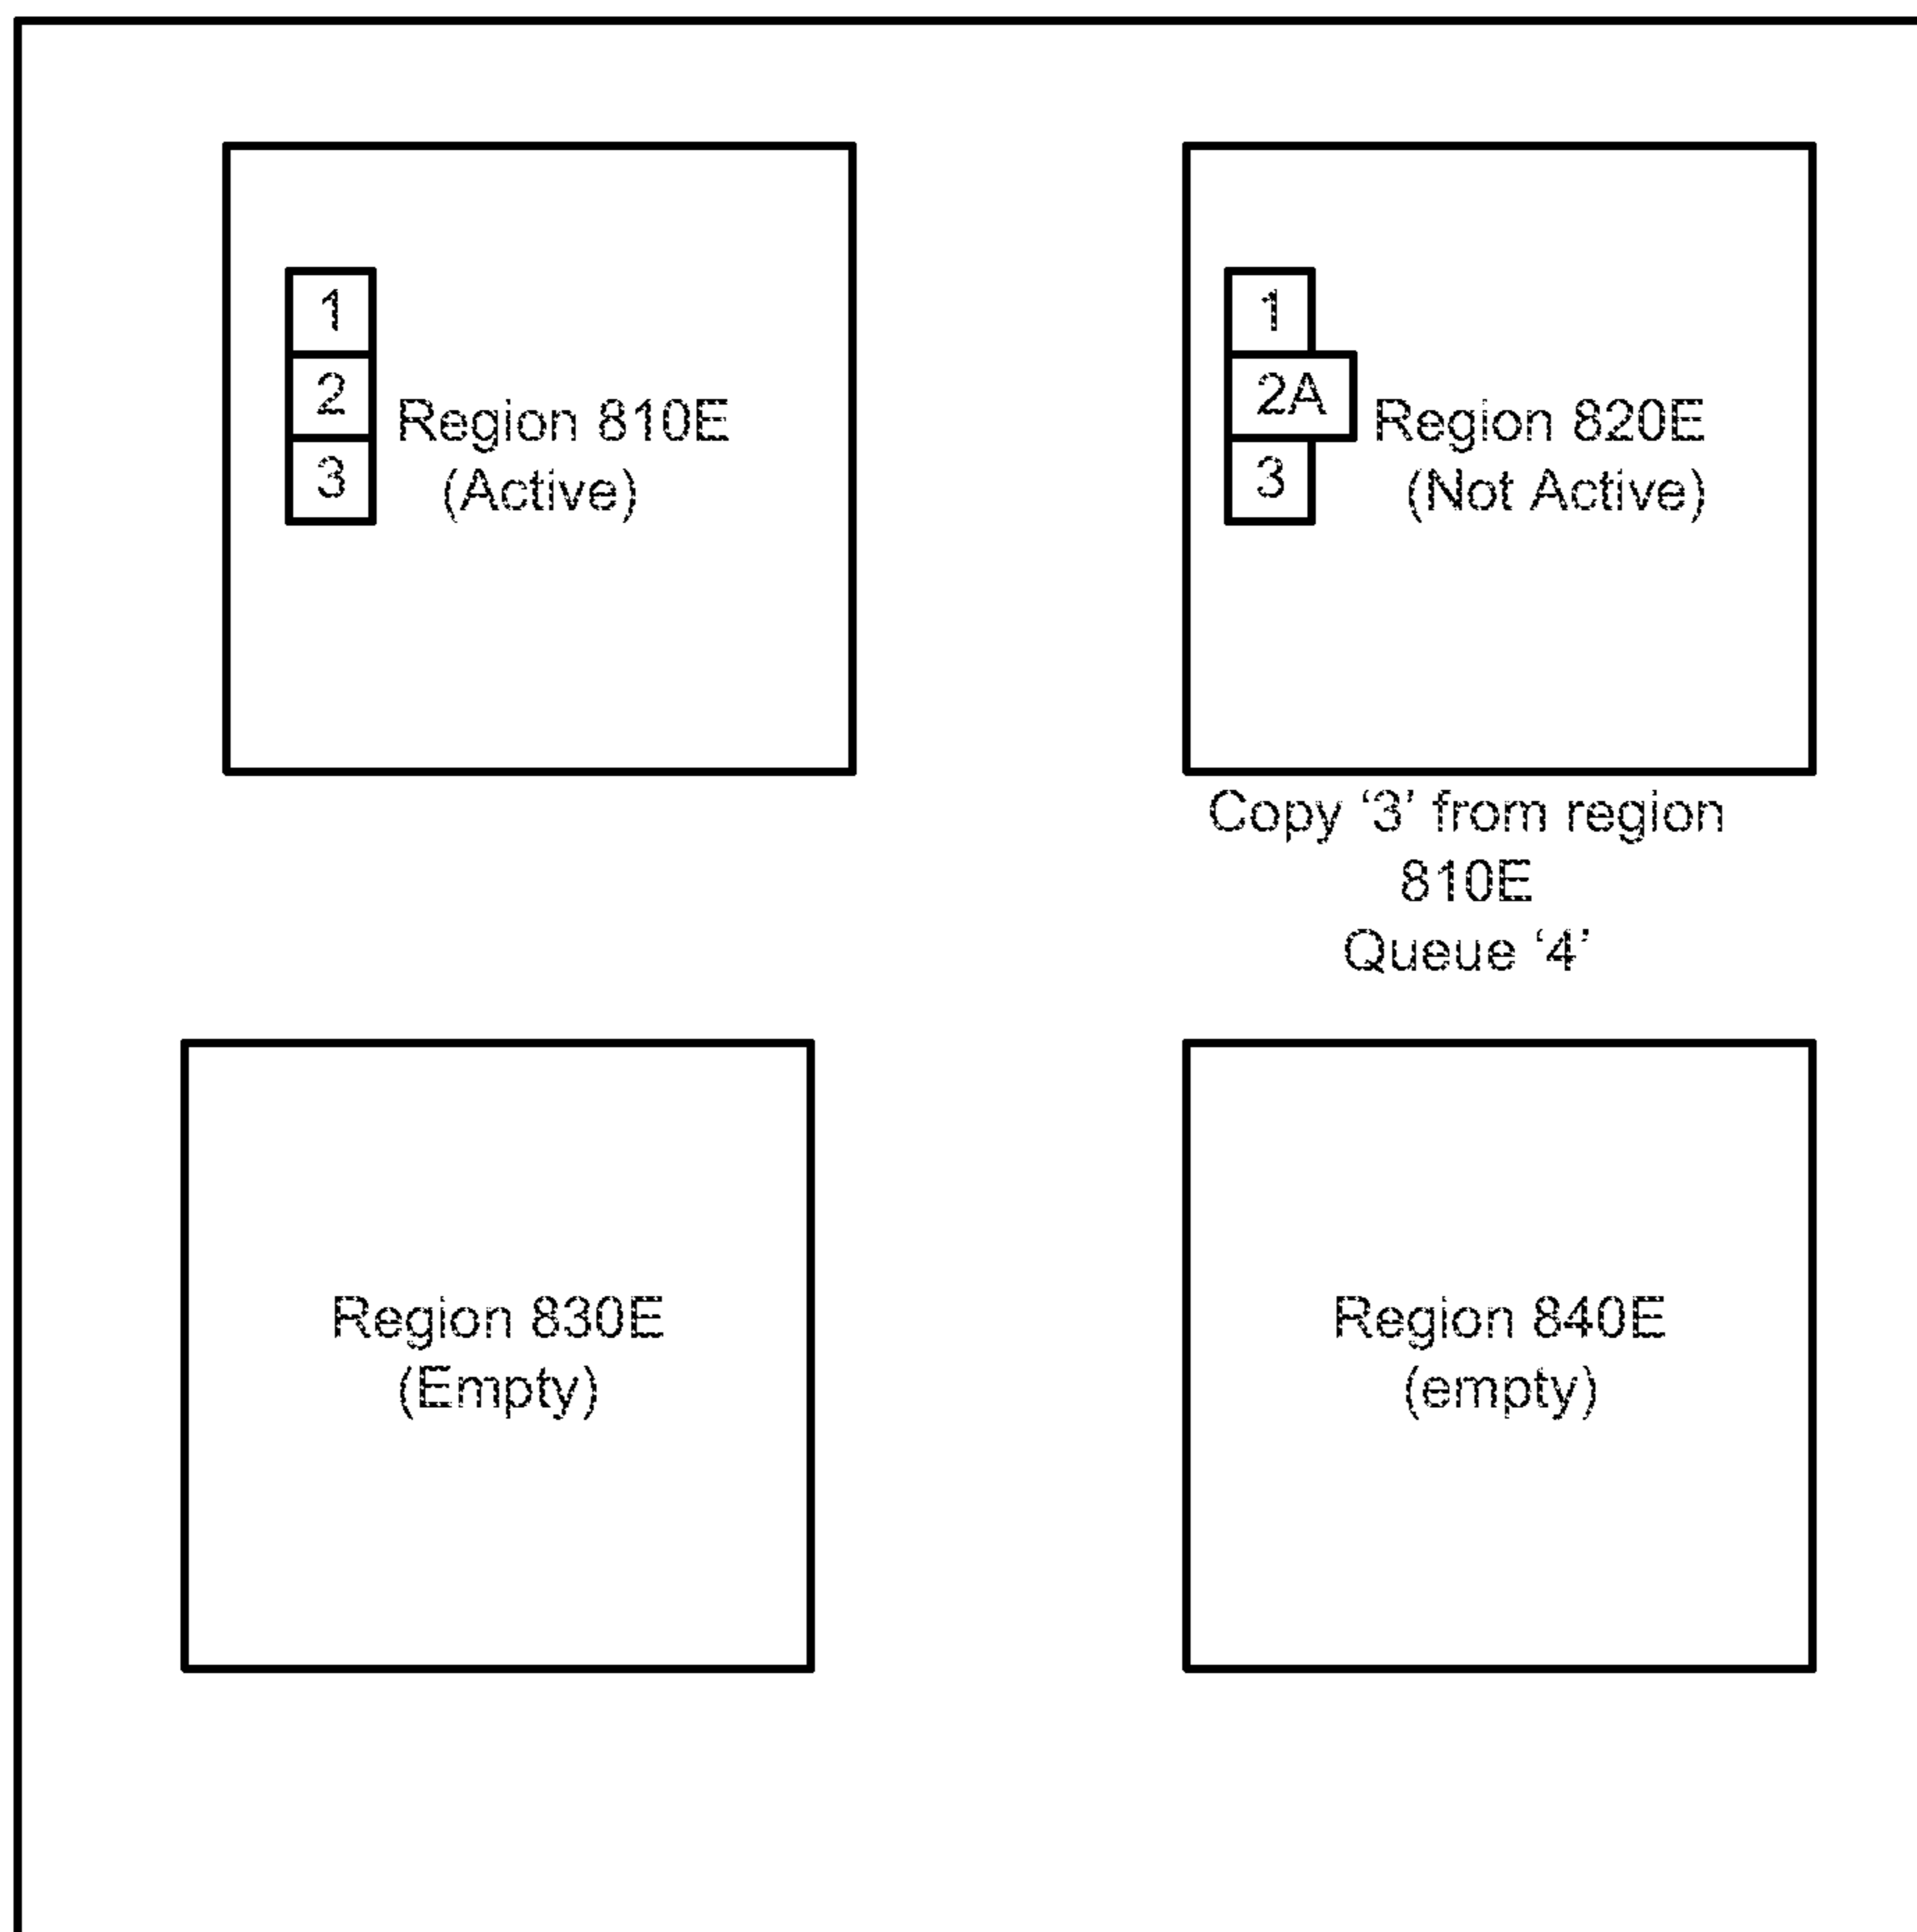 1
2
3
Region 810E
(Active)
1
2A
3
Region 820E
(Not Active)
Copy ‘3’ from region
810E
Queue ‘4’
Region 830E
(Empty)
Region 840E
(empty)